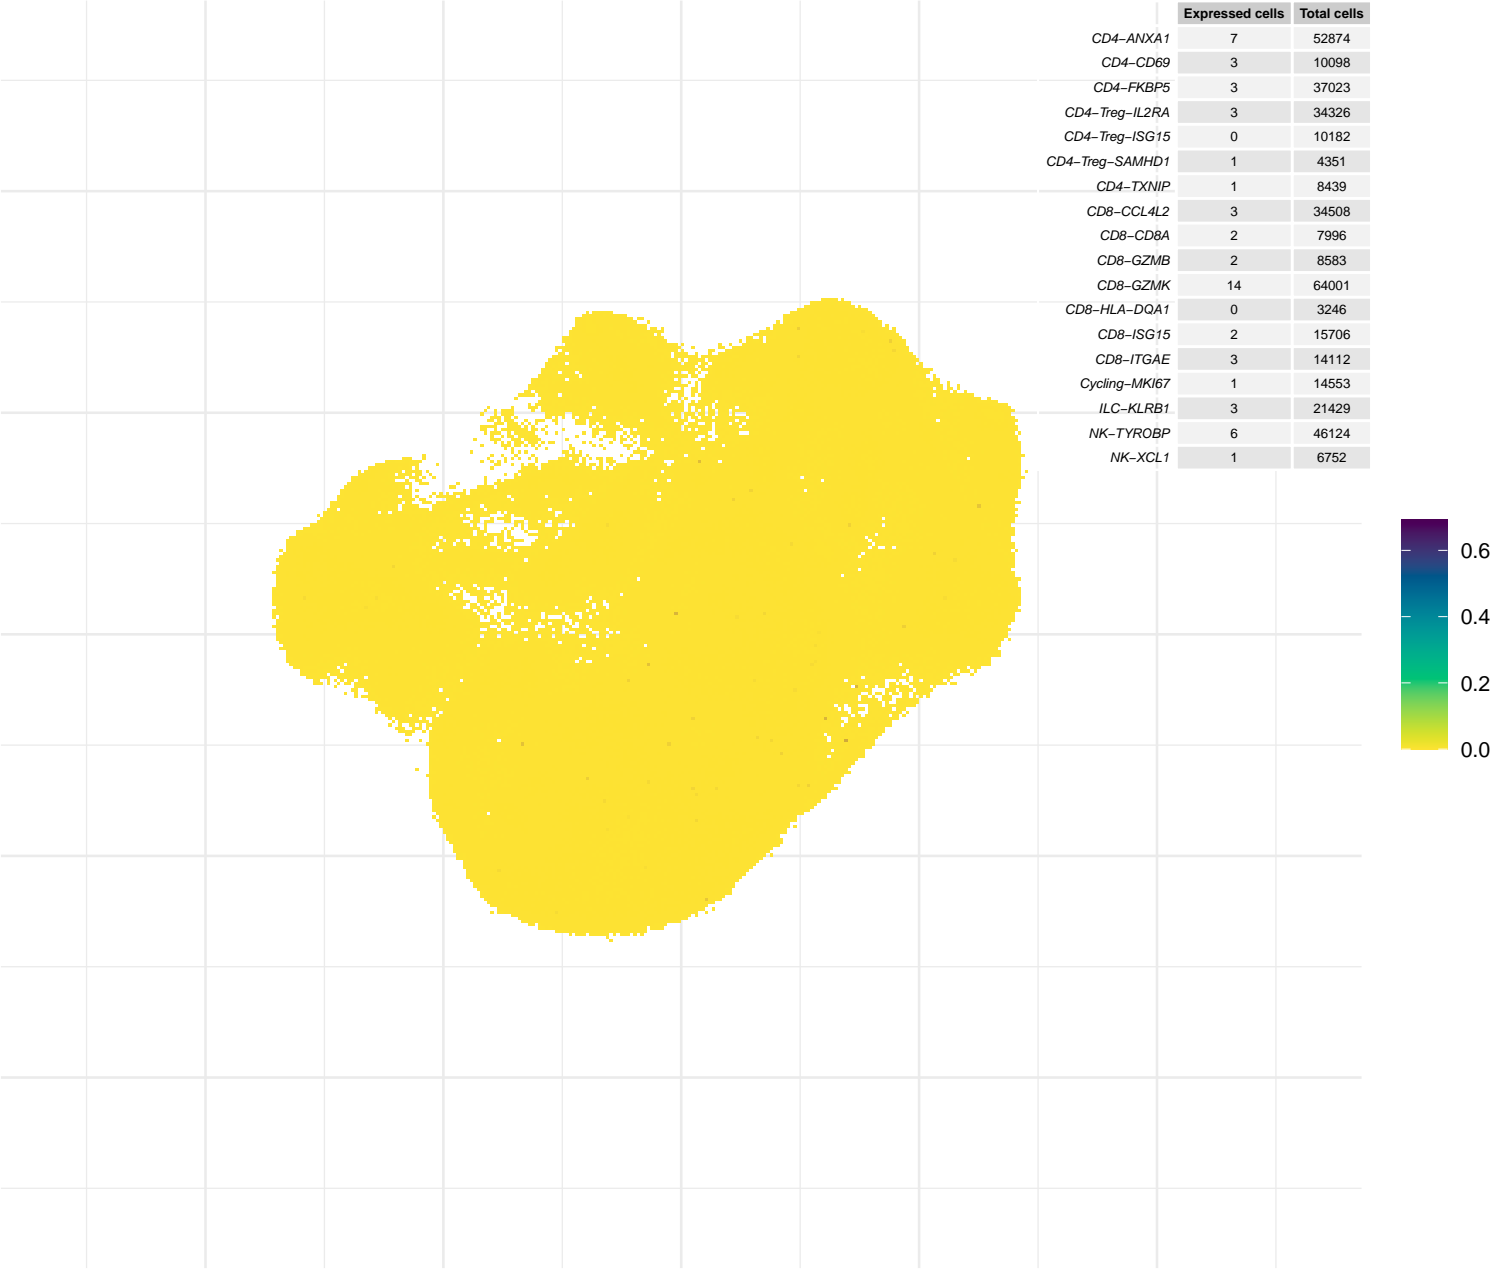 Expressed cells Total cells
CD4−ANXA1 7 52874
CD4−CD69 3 10098
CD4−FKBP5 3 37023
CD4−Treg−IL2RA 3 34326
CD4−Treg−ISG15 0 10182
CD4−Treg−SAMHD1 1 4351
CD4−TXNIP 1 8439
CD8−CCL4L2 3 34508
CD8−CD8A 2 7996
CD8−GZMB 2 8583
CD8−GZMK 14 64001
CD8−HLA−DQA1 0 3246
CD8−ISG15 2 15706
CD8−ITGAE 3 14112
Cycling−MKI67 1 14553
ILC−KLRB1 3 21429
NK−TYROBP 6 46124
NK−XCL1 1 6752
0.6
0.4
0.2
0.0